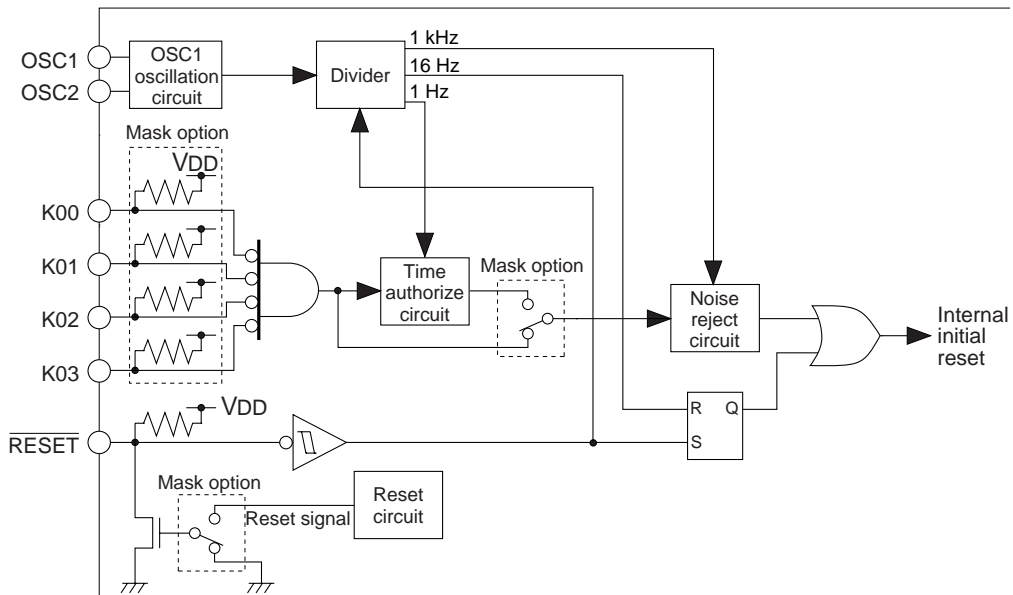 OSC1
OSC2
OSC1
oscillation
circuit
Divider
1 kHz
16 Hz
1 Hz
Mask option
VDD
K00
K01
K02
K03
Time
authorize
circuit
Mask option
Noise
reject
circuit
Internal
initial
reset
R
Q
S
RESET
VDD
Mask option
Reset signal
Reset
circuit